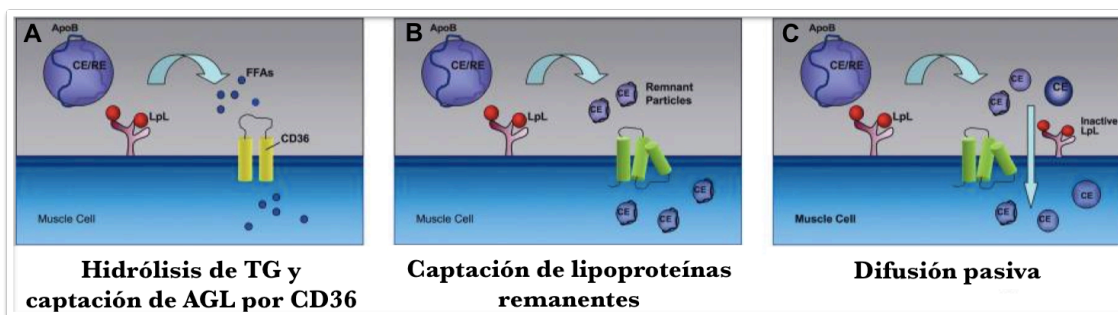 A
ApoB
CE/RE
FFAs
LpL
CD36
Muscle Cell
Hidrólisis de TG y
captación de AGL por CD36
B
ApoB
CE/RE
CE
Remnant
Particles
CE
LpL
CE
CE
CE
Muscle Cell
Captación de lipoproteínas
remanentes
C
ApoB
CE/RE
CE
CE
CE
LpL
Inactive
LpL
CE
CE
CE
Muscle Cell
Difusión pasiva